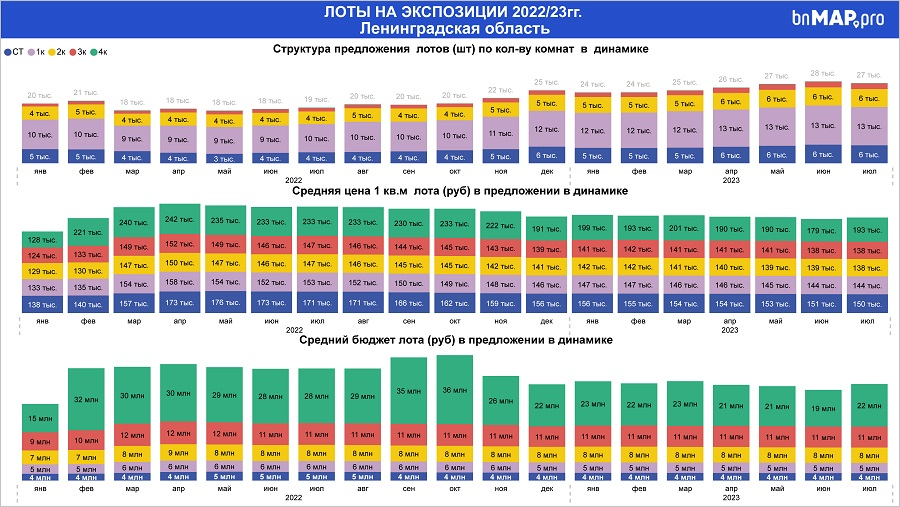 ЛОТЫ НА ЭКСПОЗИЦИИ 2022/23гг.
Ленинградская область
bnMAP.pro
Структура предложения лотов (шт) по кол-ву комнат в динамике
СТ 1к 2к 3к 4к
20 тыс. 21 тыс. 18 тыс. 18 тыс. 18 тыс. 18 тыс. 19 тыс. 20 тыс. 20 тыс. 20 тыс. 22 тыс. 25 тыс. 24 тыс. 24 тыс. 25 тыс. 26 тыс. 27 тыс. 28 тыс. 27 тыс.
4 тыс. 5 тыс. 4 тыс. 4 тыс. 4 тыс. 4 тыс. 4 тыс. 5 тыс. 4 тыс. 4 тыс. 5 тыс. 5 тыс. 5 тыс. 5 тыс. 5 тыс. 6 тыс. 6 тыс. 6 тыс. 6 тыс.
10 тыс. 10 тыс. 9 тыс. 9 тыс. 9 тыс. 9 тыс. 10 тыс. 10 тыс. 10 тыс. 10 тыс. 11 тыс. 12 тыс. 12 тыс. 12 тыс. 12 тыс. 13 тыс. 13 тыс. 13 тыс. 13 тыс.
5 тыс. 5 тыс. 4 тыс. 4 тыс. 3 тыс. 4 тыс. 4 тыс. 4 тыс. 4 тыс. 4 тыс. 4 тыс. 6 тыс. 5 тыс. 5 тыс. 6 тыс. 6 тыс. 6 тыс. 6 тыс. 6 тыс.
янв фев мар апр май июн июл авг сен окт ноя дек янв фев мар апр май июн июл
2022 2023
Средняя цена 1 кв.м лота (руб) в предложении в динамике
128 тыс. 221 тыс. 240 тыс. 242 тыс. 235 тыс. 233 тыс. 233 тыс. 233 тыс. 230 тыс. 233 тыс. 222 тыс. 191 тыс. 199 тыс. 193 тыс. 201 тыс. 190 тыс. 190 тыс. 179 тыс. 193 тыс.
124 тыс. 133 тыс. 149 тыс. 152 тыс. 149 тыс. 146 тыс. 147 тыс. 146 тыс. 144 тыс. 145 тыс. 143 тыс. 139 тыс. 141 тыс. 142 тыс. 141 тыс. 141 тыс. 141 тыс. 138 тыс. 138 тыс.
129 тыс. 130 тыс. 147 тыс. 150 тыс. 147 тыс. 146 тыс. 146 тыс. 146 тыс. 145 тыс. 145 тыс. 142 тыс. 141 тыс. 142 тыс. 142 тыс. 141 тыс. 140 тыс. 139 тыс. 139 тыс. 138 тыс.
133 тыс. 135 тыс. 154 тыс. 158 тыс. 154 тыс. 152 тыс. 153 тыс. 152 тыс. 150 тыс. 149 тыс. 148 тыс. 146 тыс. 147 тыс. 146 тыс. 147 тыс. 146 тыс. 145 тыс. 144 тыс. 144 тыс.
138 тыс. 140 тыс. 157 тыс. 173 тыс. 176 тыс. 173 тыс. 171 тыс. 171 тыс. 166 тыс. 162 тыс. 159 тыс. 156 тыс. 156 тыс. 155 тыс. 154 тыс. 154 тыс. 153 тыс. 151 тыс. 150 тыс.
янв фев мар апр май июн июл авг сен окт ноя дек янв фев мар апр май июн июл
2022 2023
Средний бюджет лота (руб) в предложении в динамике
15 млн 32 млн 30 млн 30 млн 29 млн 28 млн 28 млн 29 млн 35 млн 36 млн 26 млн 22 млн 23 млн 22 млн 23 млн 21 млн 21 млн 19 млн 22 млн
9 млн 10 млн 12 млн 12 млн 12 млн 11 млн 11 млн 11 млн 11 млн 11 млн 11 млн 11 млн 11 млн 11 млн 11 млн 11 млн 11 млн 11 млн 11 млн
7 млн 7 млн 8 млн 9 млн 8 млн 8 млн 8 млн 8 млн 8 млн 8 млн 8 млн 8 млн 8 млн 8 млн 8 млн 8 млн 8 млн 8 млн 8 млн
5 млн 5 млн 6 млн 6 млн 6 млн 6 млн 6 млн 6 млн 6 млн 6 млн 5 млн 5 млн 6 млн 5 млн 6 млн 5 млн 5 млн 5 млн 5 млн
4 млн 4 млн 4 млн 4 млн 4 млн 4 млн 4 млн 4 млн 4 млн 4 млн 4 млн 4 млн 4 млн 4 млн 4 млн 4 млн 4 млн 4 млн 4 млн
янв фев мар апр май июн июл авг сен окт ноя дек янв фев мар апр май июн июл
2022 2023